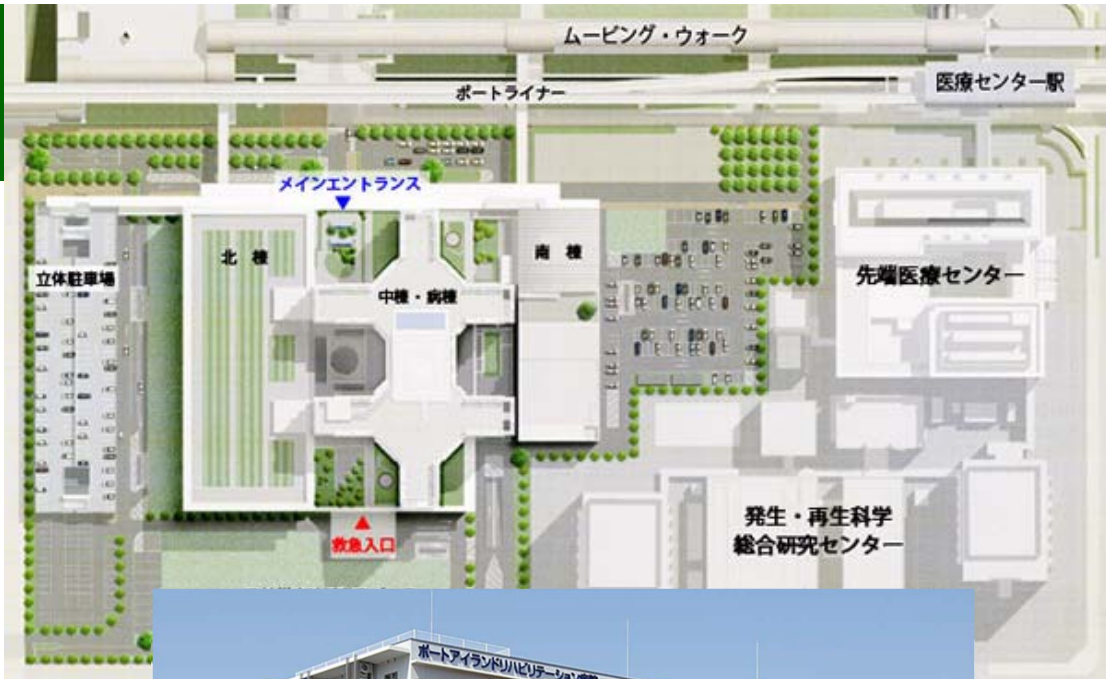 ムービング・ウォーク
医療センター駅
ポートライナー
メインエントランス
北 棟
南 棟
立体駐車場
中棟・病棟
先端医療センター
発生・再生科学
総合研究センター
救急入口
ポートアイランドリハビリテーション病院